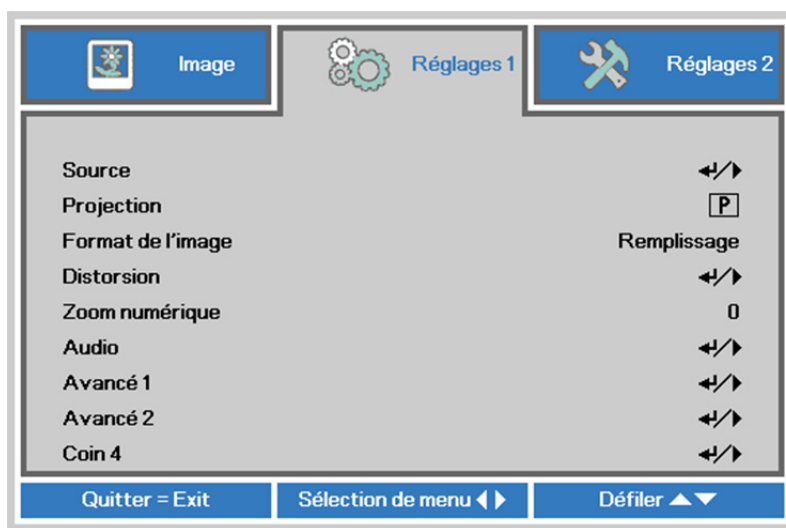 Image Réglages 1 Réglages 2
Source
Projection P
Format de l'image Remplissage
Distorsion
Zoom numérique 0
Audio
Avancé 1
Avancé 2
Coin 4
Quitter = Exit Sélection de menu Défiler